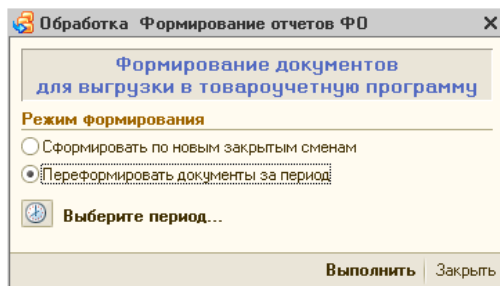 Обработка Формирование отчетов ФО
Формирование документов
для выгрузки в товароучетную программу
Режим формирования
Сформировать по новым закрытым сменам
Переформировать документы за период
Выберите период...
Выполнить Закрыть